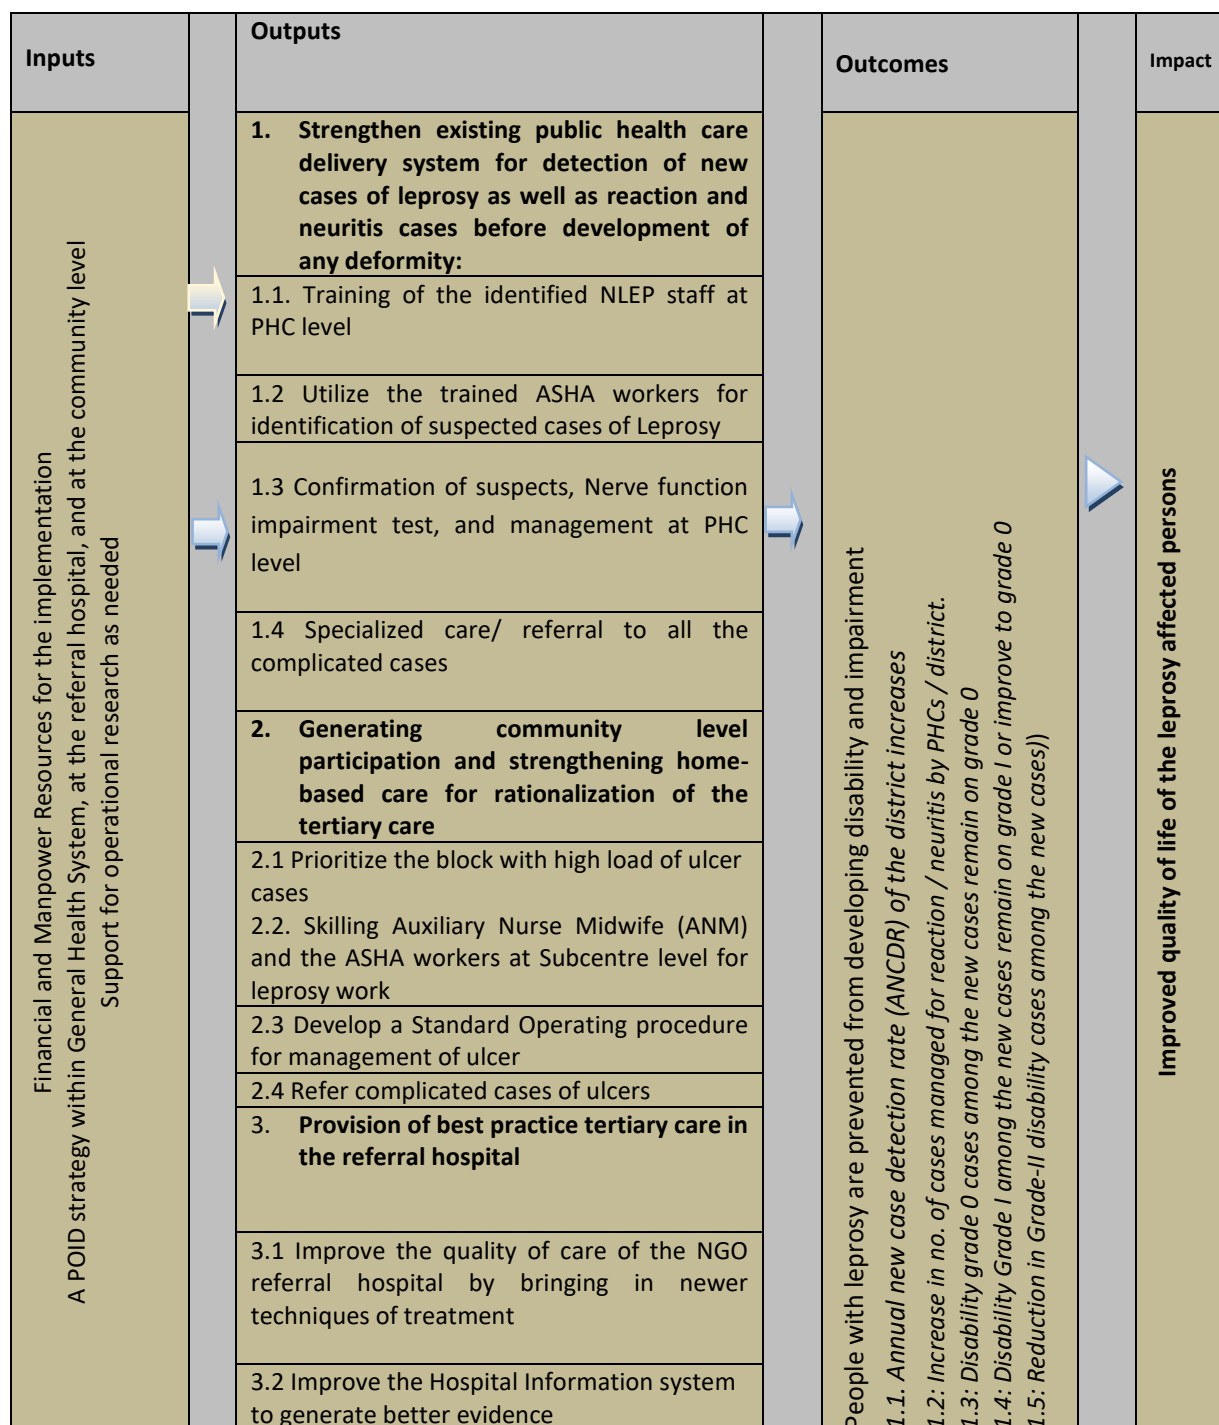 Inputs
Outputs
Outcomes
Impact
Financial and Manpower Resources for the implementation
A POID strategy within General Health System, at the referral hospital, and at the community level
Support for operational research as needed
1. Strengthen existing public health care
delivery system for detection of new
cases of leprosy as well as reaction and
neuritis cases before development of
any deformity:
1.1. Training of the identified NLEP staff at
PHC level
1.2 Utilize the trained ASHA workers for
identification of suspected cases of Leprosy
1.3 Confirmation of suspects, Nerve function
impairment test, and management at PHC
level
1.4 Specialized care/ referral to all the
complicated cases
2. Generating community level
participation and strengthening home-
based care for rationalization of the
tertiary care
2.1 Prioritize the block with high load of ulcer
cases
2.2. Skilling Auxiliary Nurse Midwife (ANM)
and the ASHA workers at Subcentre level for
leprosy work
2.3 Develop a Standard Operating procedure
for management of ulcer
2.4 Refer complicated cases of ulcers
3. Provision of best practice tertiary care in
the referral hospital
3.1 Improve the quality of care of the NGO
referral hospital by bringing in newer
techniques of treatment
3.2 Improve the Hospital Information system
to generate better evidence
People with leprosy are prevented from developing disability and impairment
1.1. Annual new case detection rate (ANCDR) of the district increases
1.2: Increase in no. of cases managed for reaction / neuritis by PHCs / district.
1.3: Disability grade 0 cases among the new cases remain on grade 0
1.4: Disability Grade I among the new cases remain on grade I or improve to grade 0
1.5: Reduction in Grade-II disability cases among the new cases))
Improved quality of life of the leprosy affected persons